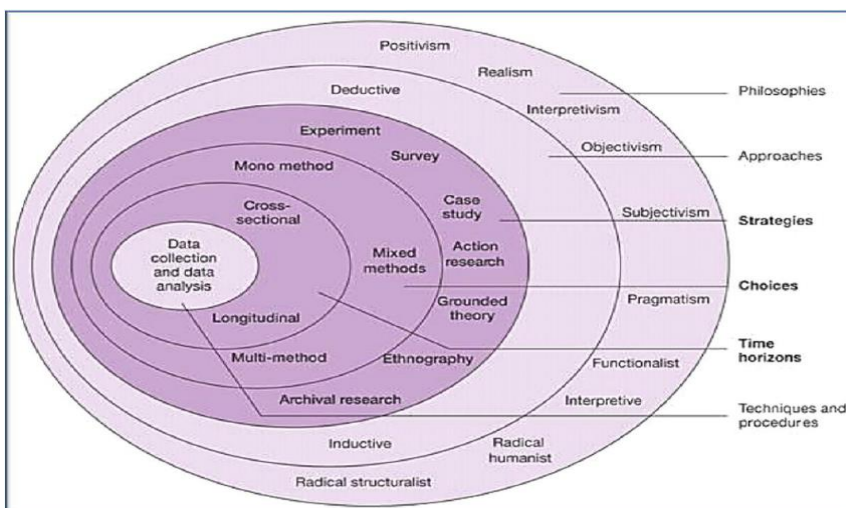 Positivism
Realism
Philosophies
Deductive
Interpretivism
Experiment
Objectivism
Approaches
Survey
Mono method
Case
study
Cross-
sectional
Subjectivism
Strategies
Data
collection and
data
analysis
Mixed
methods
Action
research
Choices
Grounded
theory
Pragmatism
Longitudinal
Time
horizons
Multi-method
Ethnography
Functionalist
Archival research
Interpretive
Techniques and
procedures
Inductive
Radical
humanist
Radical structuralist